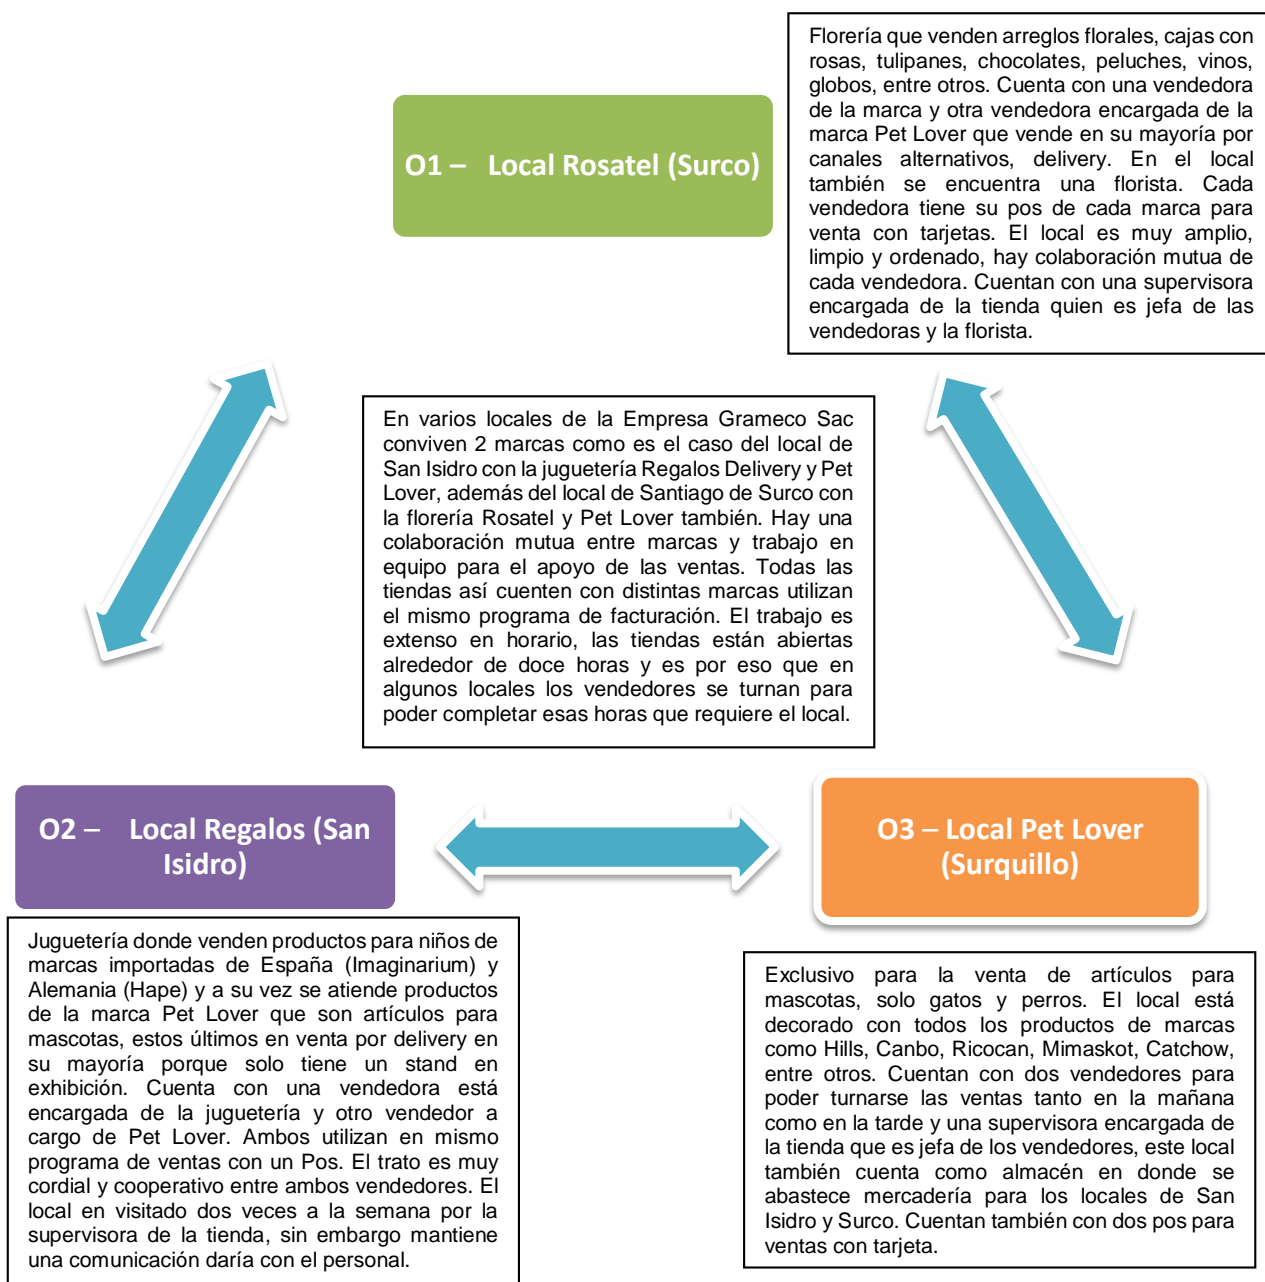 Florería que venden arreglos florales, cajas con
rosas, tulipanes, chocolates, peluches, vinos,
globos, entre otros. Cuenta con una vendedora
de la marca y otra vendedora encargada de la
marca Pet Lover que vende en su mayoría por
canales alternativos, delivery. En el local
también se encuentra una florista. Cada
vendedora tiene su pos de cada marca para
venta con tarjetas. El local es muy amplio,
limpio y ordenado, hay colaboración mutua de
cada vendedora. Cuentan con una supervisora
encargada de la tienda quien es jefa de las
vendedoras y la florista.
O1 – Local Rosatel (Surco)
En varios locales de la Empresa Grameco Sac
conviven 2 marcas como es el caso del local de
San Isidro con la juguetería Regalos Delivery y Pet
Lover, además del local de Santiago de Surco con
la florería Rosatel y Pet Lover también. Hay una
colaboración mutua entre marcas y trabajo en
equipo para el apoyo de las ventas. Todas las
tiendas así cuenten con distintas marcas utilizan
el mismo programa de facturación. El trabajo es
extenso en horario, las tiendas están abiertas
alrededor de doce horas y es por eso que en
algunos locales los vendedores se turnan para
poder completar esas horas que requiere el local.
O2 – Local Regalos (San
Isidro)
O3 – Local Pet Lover
(Surquillo)
Juguetería donde venden productos para niños de
marcas importadas de España (Imaginarium) y
Alemania (Hape) y a su vez se atiende productos
de la marca Pet Lover que son artículos para
mascotas, estos últimos en venta por delivery en
su mayoría porque solo tiene un stand en
exhibición. Cuenta con una vendedora está
encargada de la juguetería y otro vendedor a
cargo de Pet Lover. Ambos utilizan en mismo
programa de ventas con un Pos. El trato es muy
cordial y cooperativo entre ambos vendedores. El
local en visitado dos veces a la semana por la
supervisora de la tienda, sin embargo mantiene
una comunicación daría con el personal.
Exclusivo para la venta de artículos para
mascotas, solo gatos y perros. El local está
decorado con todos los productos de marcas
como Hills, Canbo, Ricocan, Mimaskot, Catchow,
entre otros. Cuentan con dos vendedores para
poder turnarse las ventas tanto en la mañana
como en la tarde y una supervisora encargada de
la tienda que es jefa de los vendedores, este local
también cuenta como almacén en donde se
abastece mercadería para los locales de San
Isidro y Surco. Cuentan también con dos pos para
ventas con tarjeta.